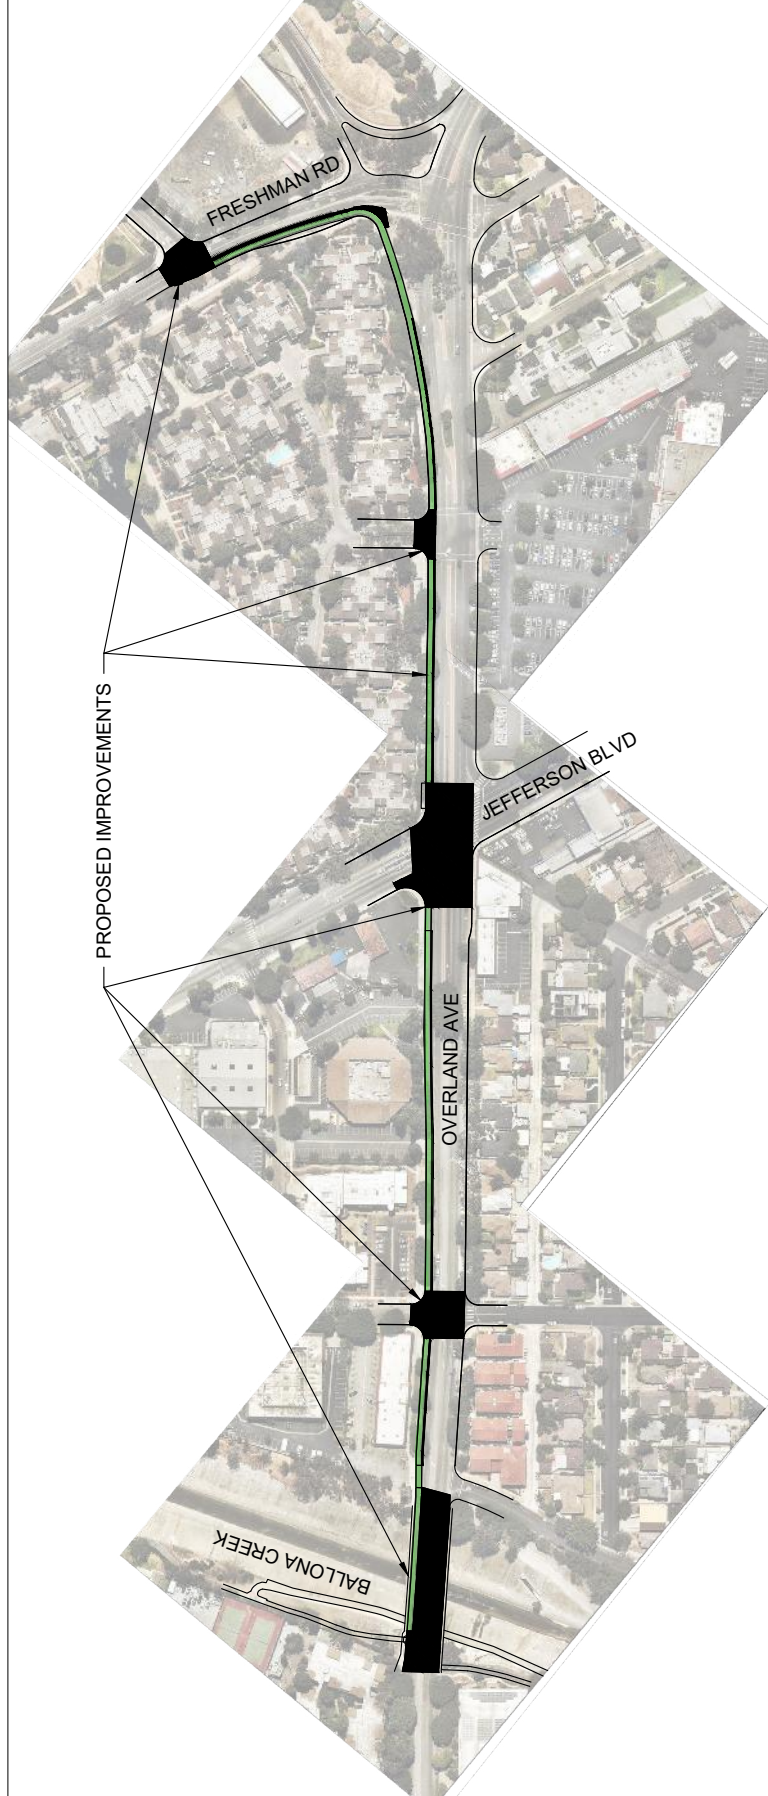 FRESHMAN RD
PROPOSED IMPROVEMENTS
JEFFERSON BLVD
OVERLAND AVE
BALLONA CREEK